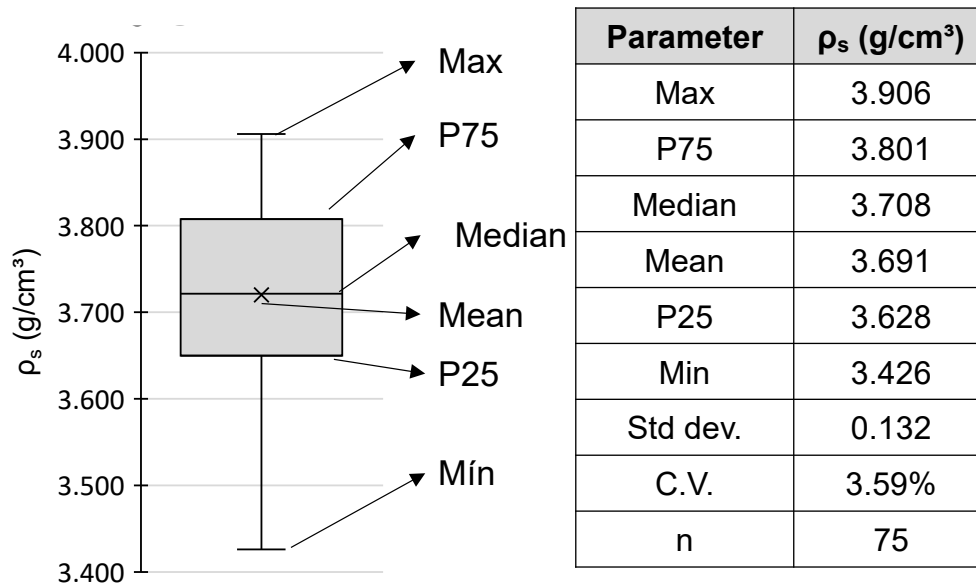 4.000
3.900
3.800
3.700
3.600
3.500
3.400
ρₛ (g/cm³)
Max
P75
Median
Mean
P25
Mín
Parameter ρₛ (g/cm³)
Max 3.906
P75 3.801
Median 3.708
Mean 3.691
P25 3.628
Min 3.426
Std dev. 0.132
C.V. 3.59%
n 75